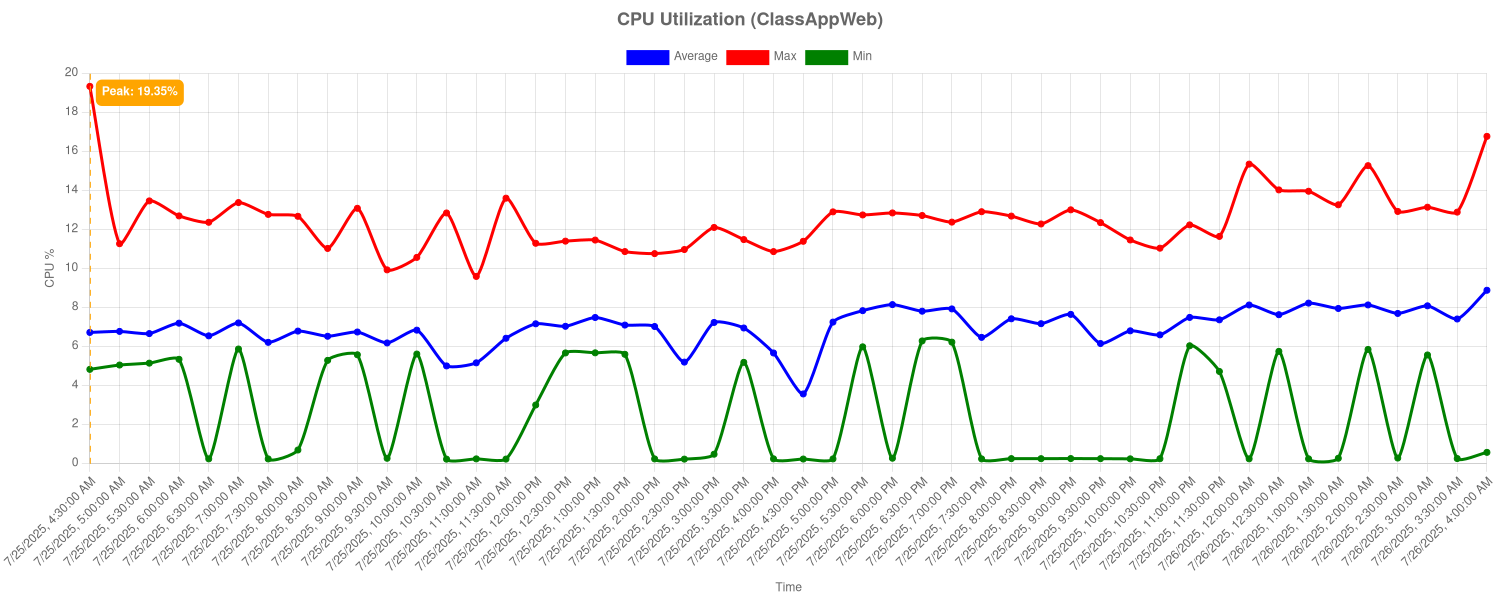 CPU Utilization (ClassAppWeb)
Average Max Min
Peak: 19.35%
CPU %
20
18
16
14
12
10
8
6
4
2
0
7/25/2025, 4:30:00 AM
7/25/2025, 5:00:00 AM
7/25/2025, 5:30:00 AM
7/25/2025, 6:00:00 AM
7/25/2025, 6:30:00 AM
7/25/2025, 7:00:00 AM
7/25/2025, 7:30:00 AM
7/25/2025, 8:00:00 AM
7/25/2025, 8:30:00 AM
7/25/2025, 9:00:00 AM
7/25/2025, 9:30:00 AM
7/25/2025, 10:00:00 AM
7/25/2025, 10:30:00 AM
7/25/2025, 11:00:00 AM
7/25/2025, 11:30:00 AM
7/25/2025, 12:00:00 PM
7/25/2025, 12:30:00 PM
7/25/2025, 1:00:00 PM
7/25/2025, 1:30:00 PM
7/25/2025, 2:00:00 PM
7/25/2025, 2:30:00 PM
7/25/2025, 3:00:00 PM
7/25/2025, 3:30:00 PM
7/25/2025, 4:00:00 PM
7/25/2025, 4:30:00 PM
7/25/2025, 5:00:00 PM
7/25/2025, 5:30:00 PM
7/25/2025, 6:00:00 PM
7/25/2025, 6:30:00 PM
7/25/2025, 7:00:00 PM
7/25/2025, 7:30:00 PM
7/25/2025, 8:00:00 PM
7/25/2025, 8:30:00 PM
7/25/2025, 9:00:00 PM
7/25/2025, 9:30:00 PM
7/25/2025, 10:00:00 PM
7/25/2025, 10:30:00 PM
7/25/2025, 11:00:00 PM
7/25/2025, 11:30:00 PM
7/26/2025, 12:00:00 AM
7/26/2025, 12:30:00 AM
7/26/2025, 1:00:00 AM
7/26/2025, 1:30:00 AM
7/26/2025, 2:00:00 AM
7/26/2025, 2:30:00 AM
7/26/2025, 3:00:00 AM
7/26/2025, 3:30:00 AM
7/26/2025, 4:00:00 AM
Time